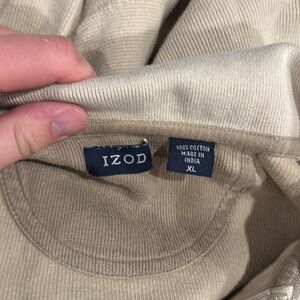 IZOD
100% COTTON
MADE IN
INDIA
XL